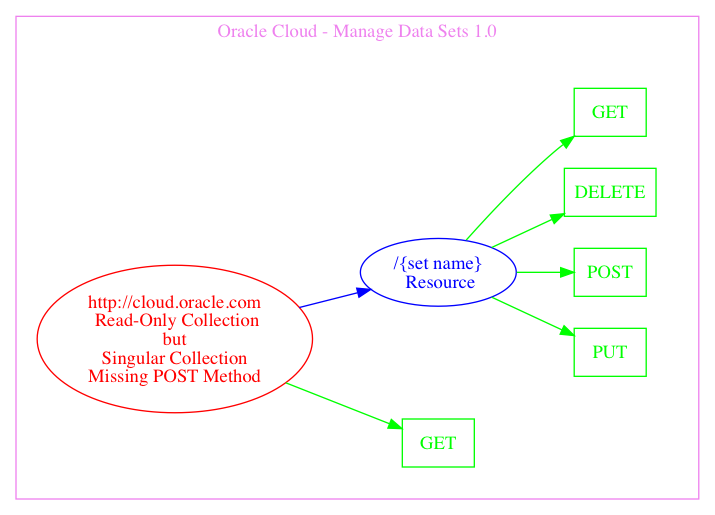 Oracle Cloud - Manage Data Sets 1.0
GET
DELETE
/{set name}
Resource
POST
http://cloud.oracle.com
Read-Only Collection
but
Singular Collection
Missing POST Method
PUT
GET